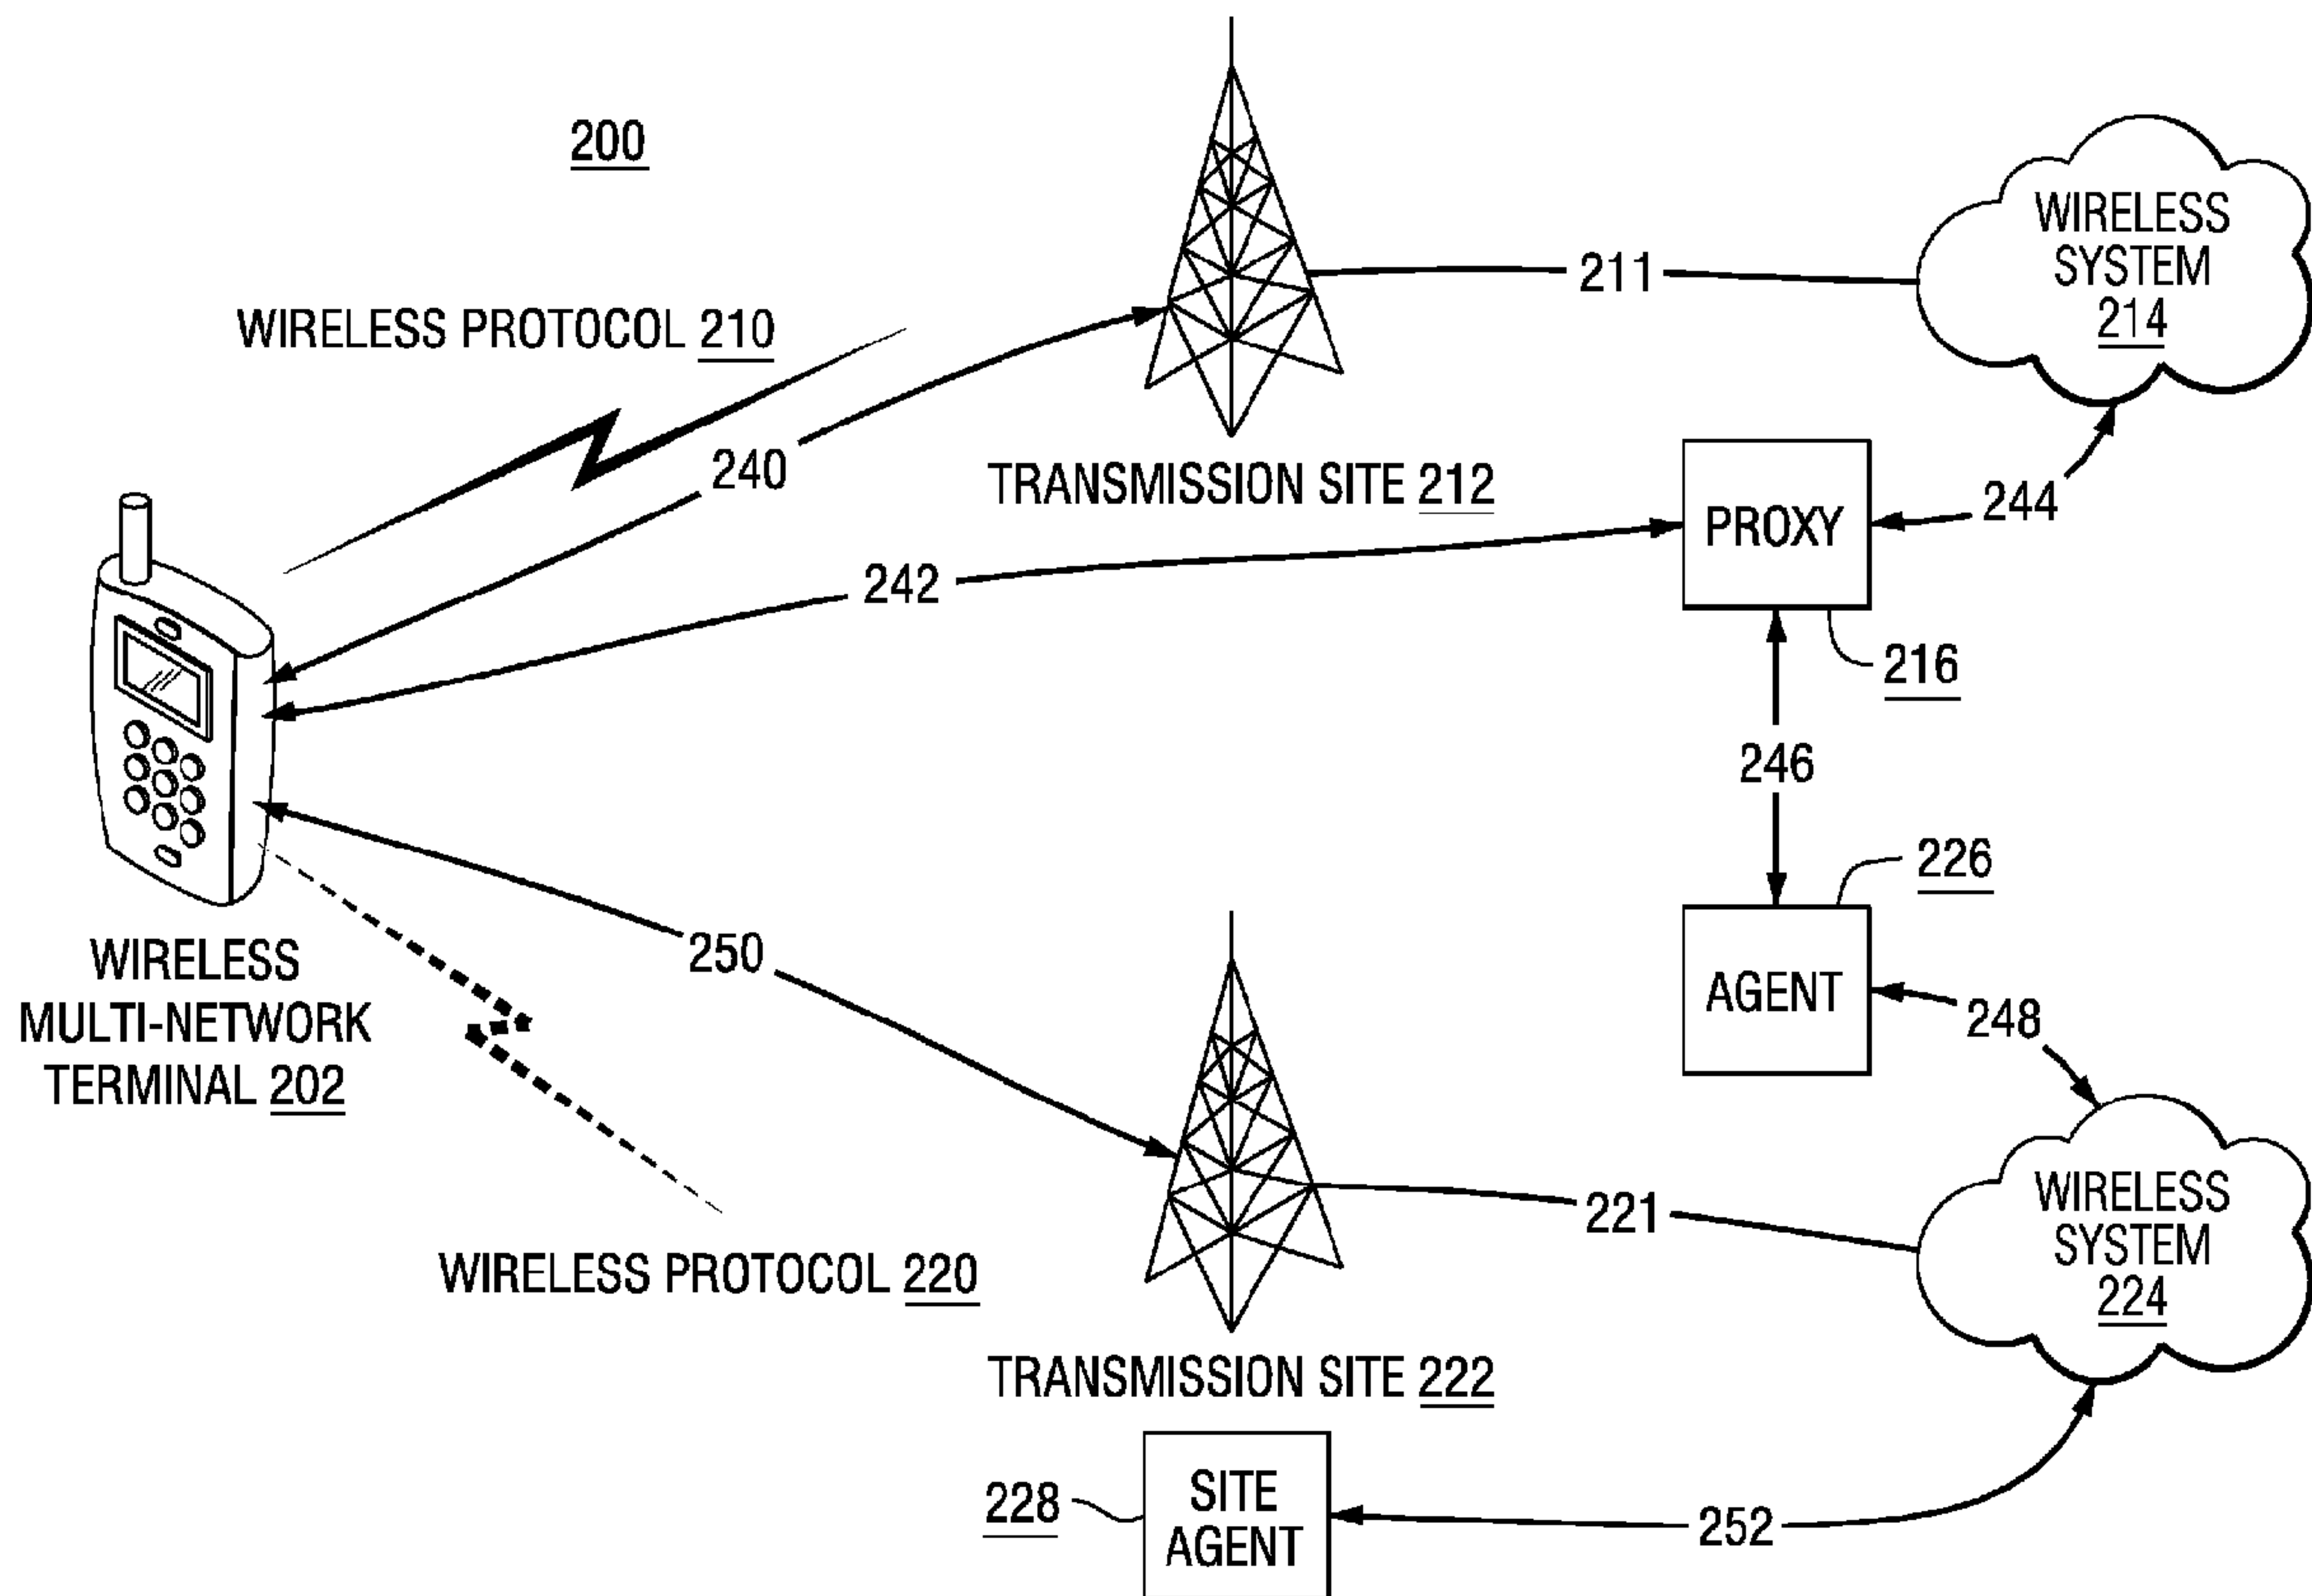 200
WIRELESS
SYSTEM
214
211
WIRELESS PROTOCOL 210
240
TRANSMISSION SITE 212
244
PROXY
242
216
246
226
250
AGENT
248
WIRELESS
MULTI-NETWORK
TERMINAL 202
WIRELESS
SYSTEM
224
221
WIRELESS PROTOCOL 220
TRANSMISSION SITE 222
228
SITE
AGENT
252